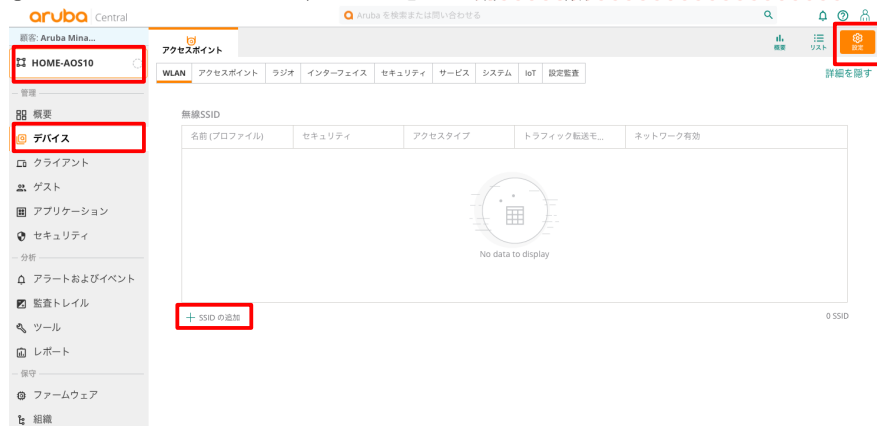 aruba Central
Aruba を検索または問い合わせる
顧客: Aruba Mina...
HOME-AOS10
管理
概要
デバイス
クライアント
ゲスト
アプリケーション
セキュリティ
分析
アラートおよびイベント
監査トレイル
ツール
レポート
保守
ファームウェア
組織
アクセスポイント
概要
リスト
設定
WLAN アクセスポイント ラジオ インターフェイス セキュリティ サービス システム IoT 設定監査
詳細を隠す
無線SSID
名前 (プロファイル) セキュリティ アクセスタイプ トラフィック転送モ... ネットワーク有効
No data to display
+ SSID の追加
0 SSID